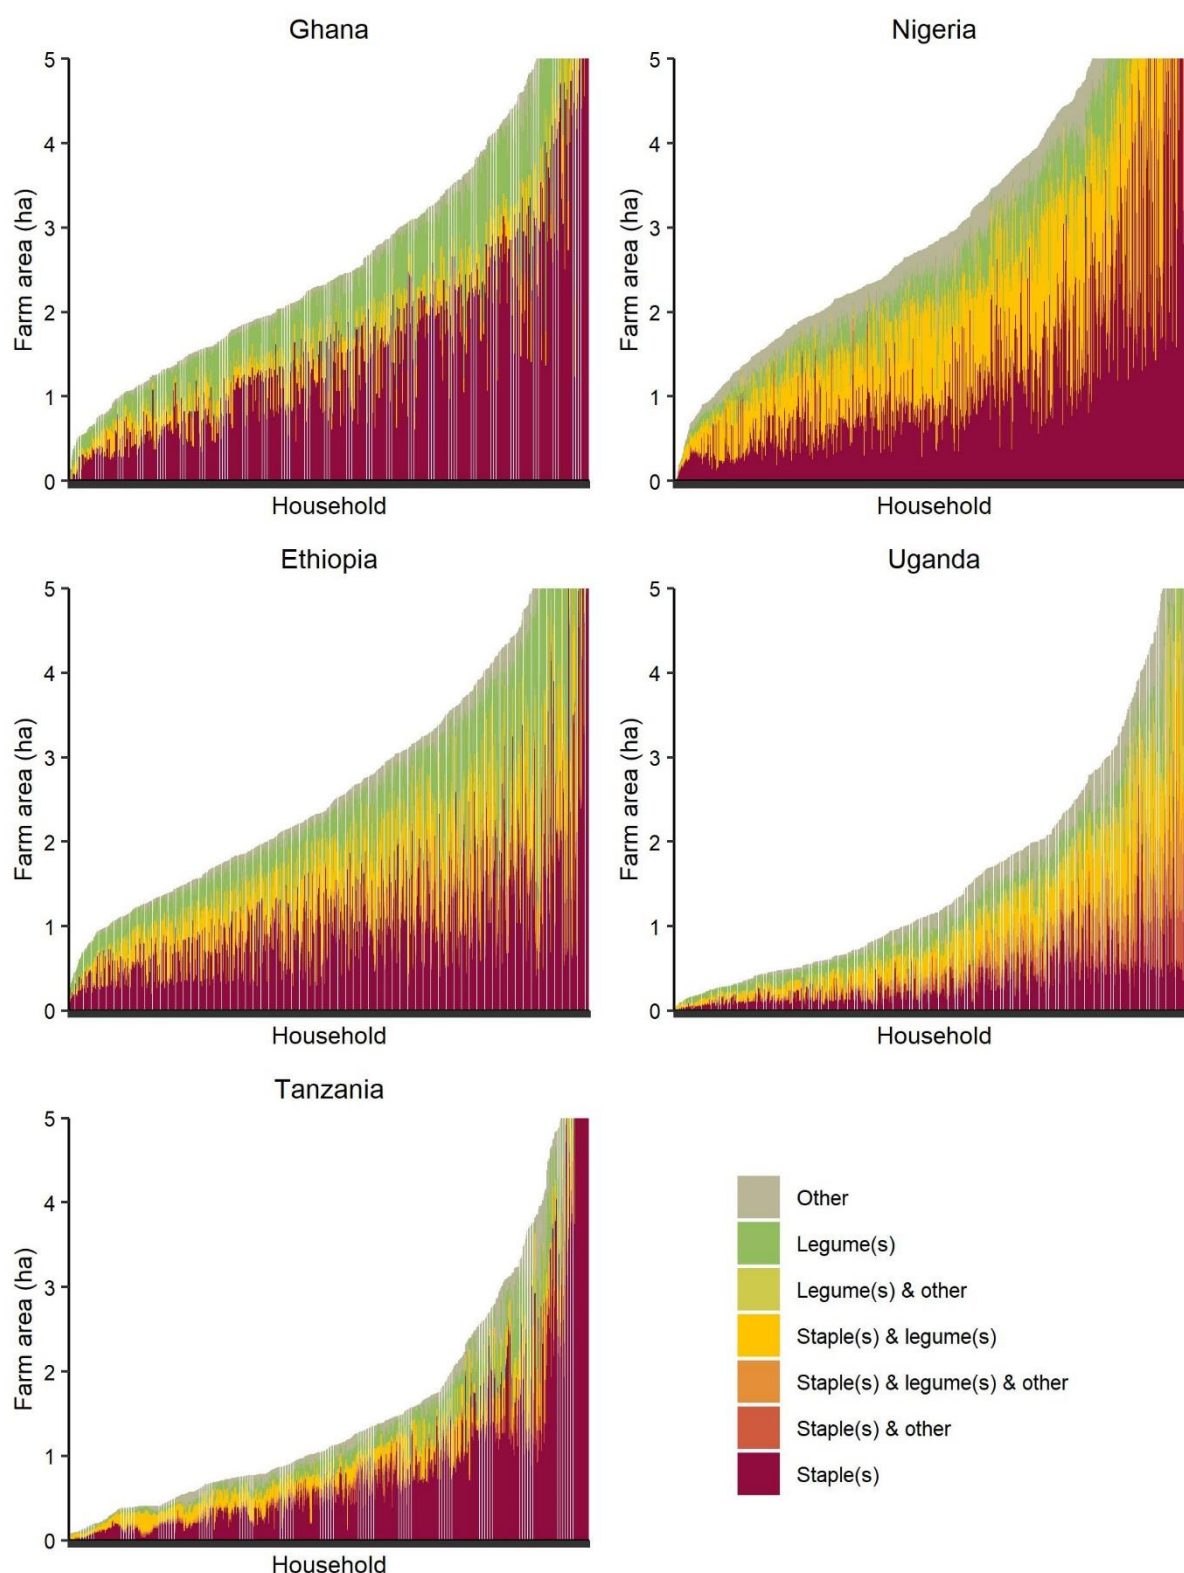 Ghana
5
4
3
2
1
0
Farm area (ha)
Household
Nigeria
5
4
3
2
1
0
Farm area (ha)
Household
Ethiopia
5
4
3
2
1
0
Farm area (ha)
Household
Uganda
5
4
3
2
1
0
Farm area (ha)
Household
Tanzania
5
4
3
2
1
0
Farm area (ha)
Household
Other
Legume(s)
Legume(s) & other
Staple(s) & legume(s)
Staple(s) & legume(s) & other
Staple(s) & other
Staple(s)